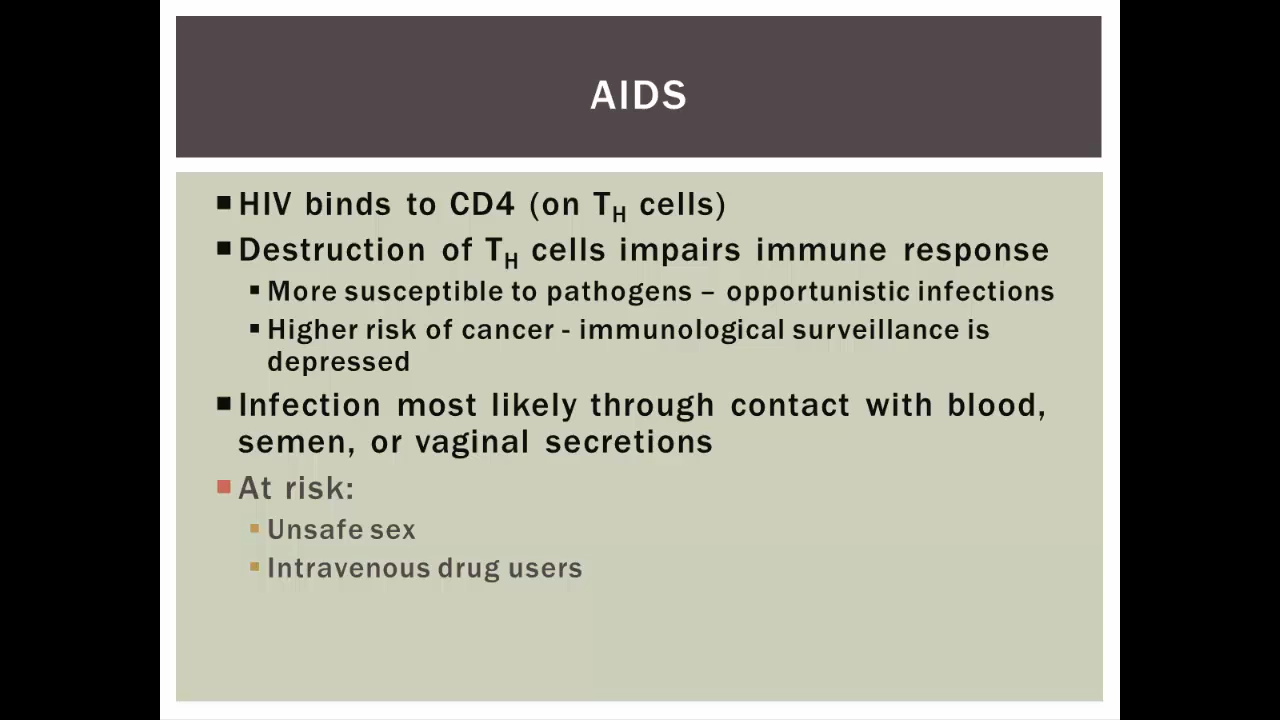 AIDS
HIV binds to CD4 (on TH cells)
Destruction of TH cells impairs immune response
More susceptible to pathogens – opportunistic infections
Higher risk of cancer - immunological surveillance is
depressed
Infection most likely through contact with blood,
semen, or vaginal secretions
At risk:
Unsafe sex
Intravenous drug users